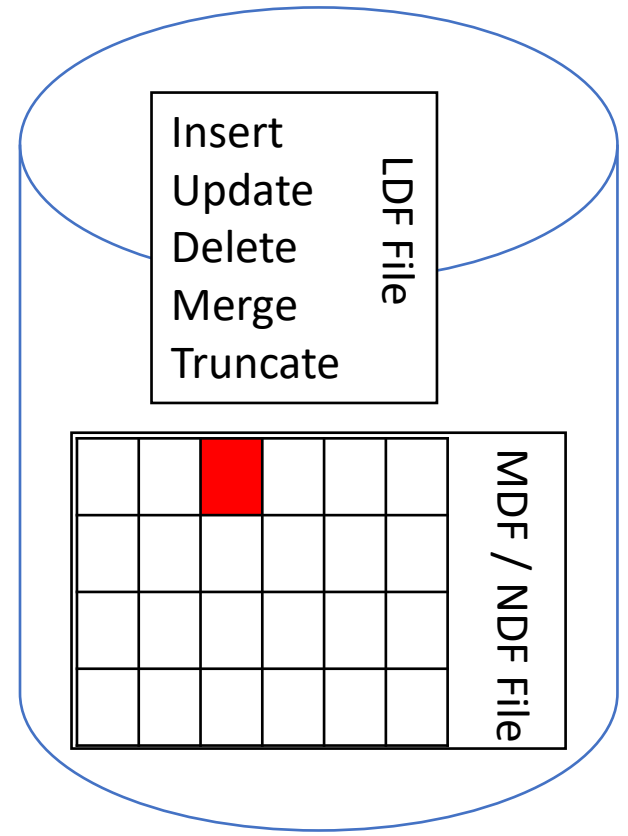 Insert
Update
Delete
Merge
Truncate
LDF File
MDF / NDF File